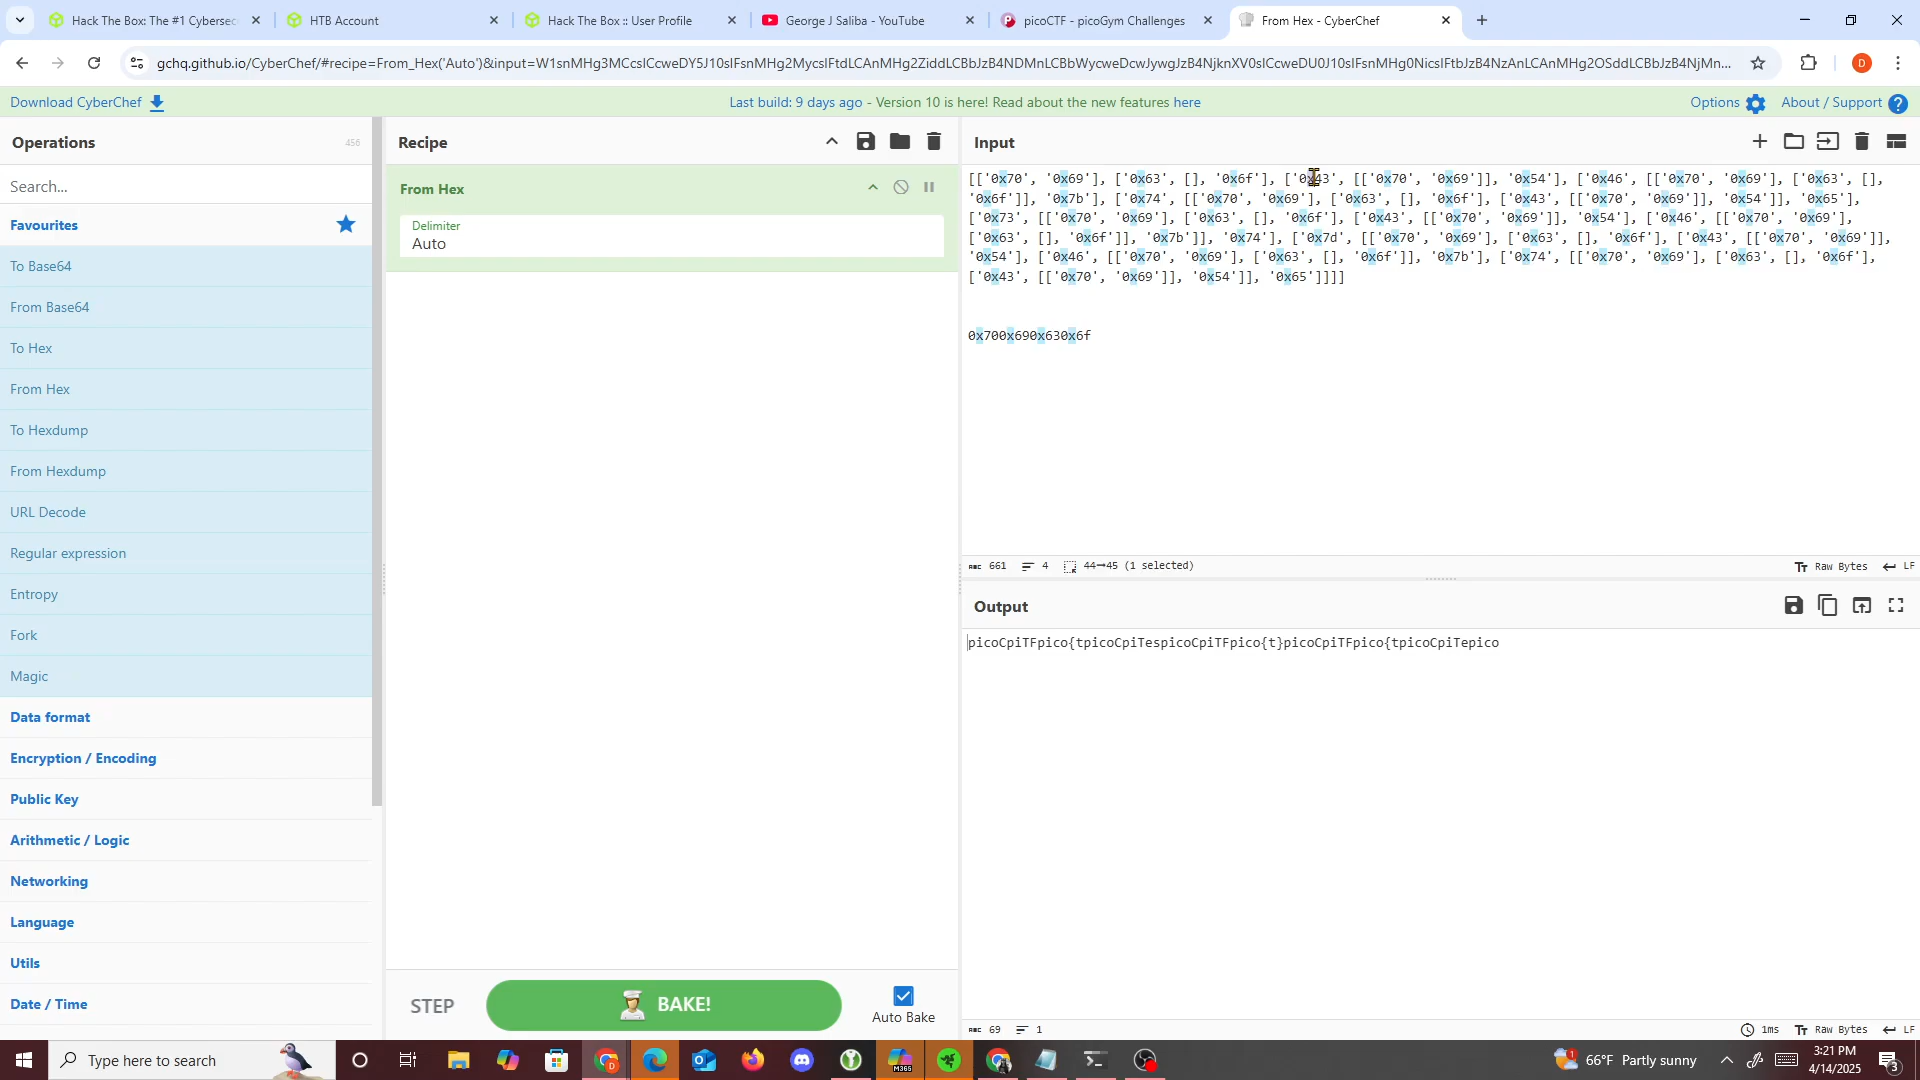 Hack The Box: The #1 Cybersec
HTB Account
Hack The Box :: User Profile
George J Saliba - YouTube
picoCTF - picoGym Challenges
From Hex - CyberChef
gchq.github.io/CyberChef/#recipe=From_Hex('Auto')&input=W1snMHg3MCcsICcweDY5J10sIFsnMHg2MycsIFtdLCAnMHg2ZiddLCBbJzB4NDMnLCBbWycweDcwJywgJzB4NjknXV0sICcweDU0J10sIFsnMHg0NicsIFtbJzB4NzAnLCAnMHg2OSddLCBbJzB4NjMn...
D
Download CyberChef
Last build: 9 days ago - Version 10 is here! Read about the new features here
Options
About / Support
Operations
456
Recipe
Input
Search...
Favourites
To Base64
From Base64
To Hex
From Hex
To Hexdump
From Hexdump
URL Decode
Regular expression
Entropy
Fork
Magic
Data format
Encryption / Encoding
Public Key
Arithmetic / Logic
Networking
Language
Utils
Date / Time
From Hex
Delimiter
Auto
STEP
BAKE!
Auto Bake
[['0x70', '0x69'], ['0x63', [], '0x6f'], ['0x43', [['0x70', '0x69']], '0x54'], ['0x46', [['0x70', '0x69'], ['0x63', [],
'0x6f']], '0x7b'], ['0x74', [['0x70', '0x69'], ['0x63', [], '0x6f'], ['0x43', [['0x70', '0x69']], '0x54']], '0x65'],
['0x73', [['0x70', '0x69'], ['0x63', [], '0x6f'], ['0x43', [['0x70', '0x69']], '0x54'], ['0x46', [['0x70', '0x69'],
['0x63', [], '0x6f']], '0x7b']], '0x74'], ['0x7d', [['0x70', '0x69'], ['0x63', [], '0x6f'], ['0x43', [['0x70', '0x69']],
'0x54'], ['0x46', [['0x70', '0x69'], ['0x63', [], '0x6f']], '0x7b'], ['0x74', [['0x70', '0x69'], ['0x63', [], '0x6f'],
['0x43', [['0x70', '0x69']], '0x54']], '0x65']]]]
0x700x690x630x6f
ABC 661
4
44→45 (1 selected)
Raw Bytes
LF
Output
picoCpiTFpico{tpicoCpiTespicoCpiTFpico{t}picoCpiTFpico{tpicoCpiTepico
ABC 69
1
1ms
Raw Bytes
LF
Type here to search
D
M365
1
66°F Partly sunny
3:21 PM
4/14/2025
3